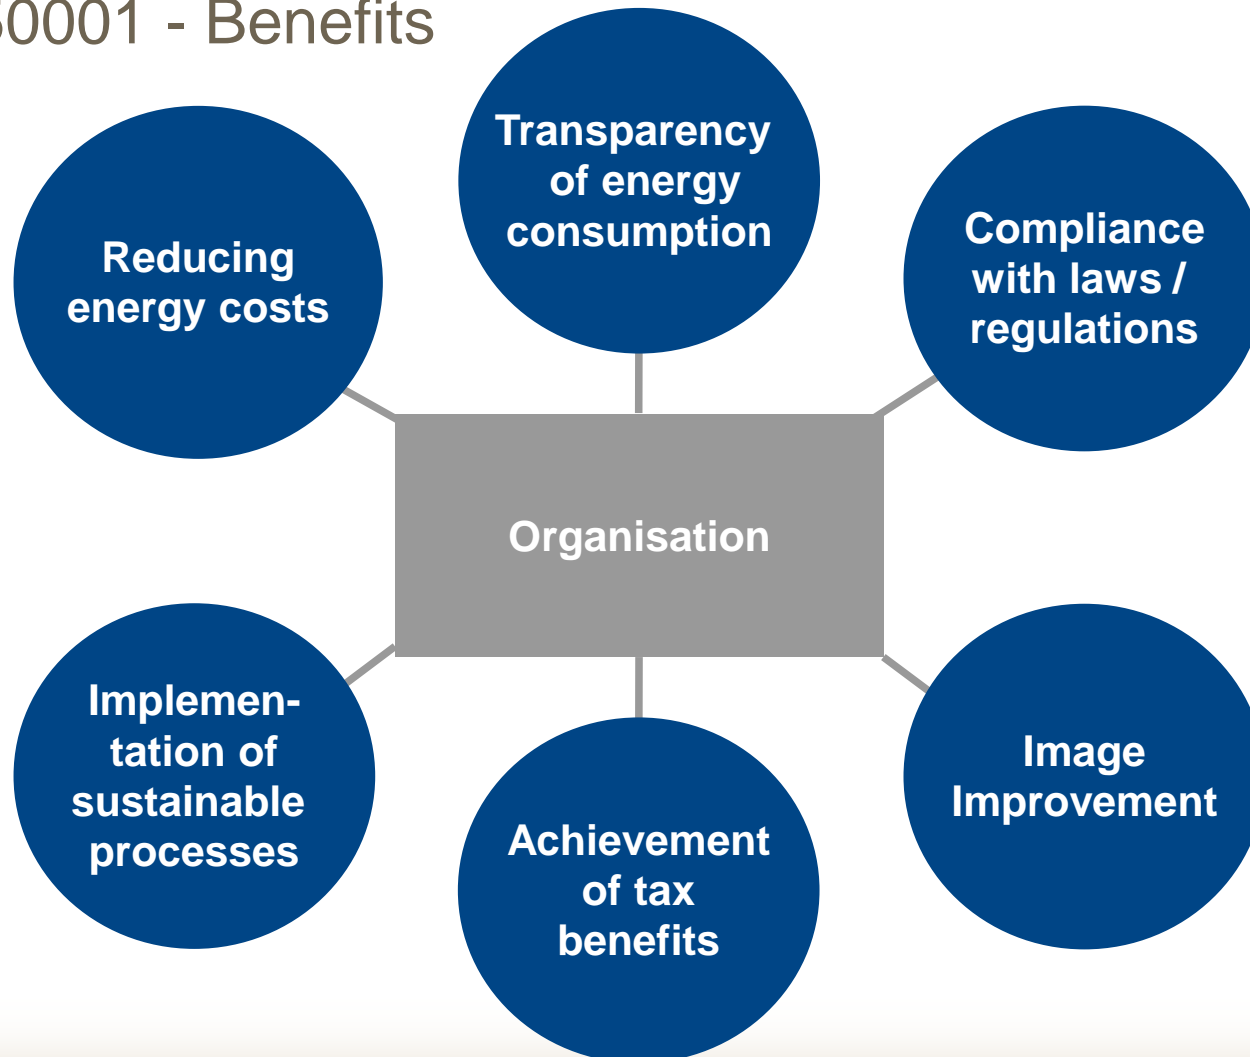 0001 - Benefits
Transparency
of energy
consumption
Reducing
energy costs
Compliance
with laws /
regulations
Organisation
Implemen-
tation of
sustainable
processes
Image
Improvement
Achievement
of tax
benefits